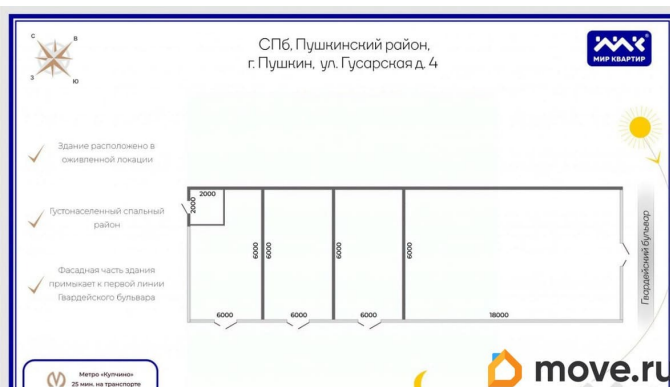 С
В
З
Ю
СПб, Пушкинский район,
г. Пушкин, ул. Гусарская д. 4
МИР КВАРТИР
Здание расположено в
оживленной локации
Густонаселенный спальный
район
Фасадная часть здания
примыкает к первой линии
Гвардейского бульвара
2000
2000
6000
6000
6000
6000
6000
6000
6000
18000
Гвардейский бульвар
Метро «Купчино»
25 мин. на транспорте
move.ru